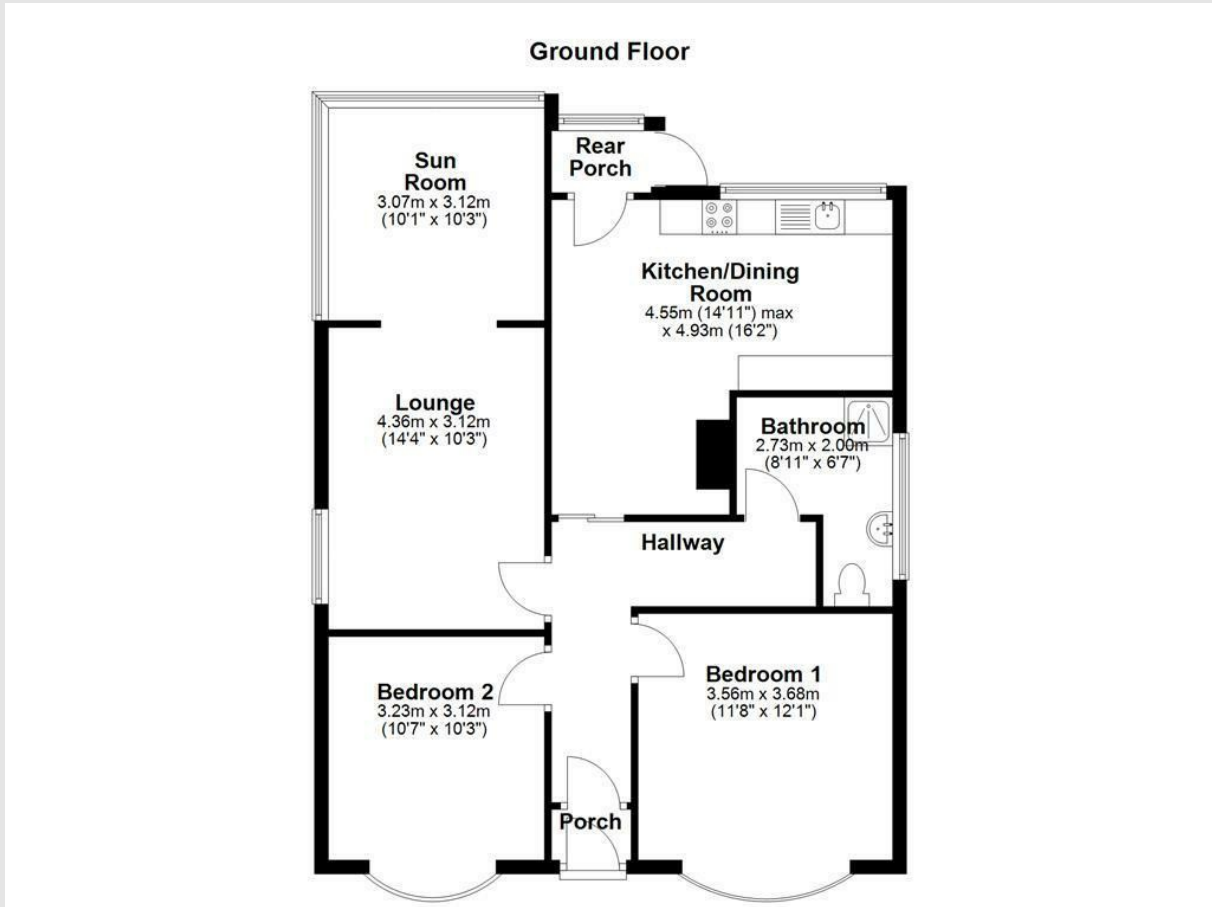 Ground Floor
Rear
Porch
Sun
Room
3.07m x 3.12m
(10'1" x 10'3")
Kitchen/Dining
Room
4.55m (14'11") max
x 4.93m (16'2")
Lounge
4.36m x 3.12m
(14'4" x 10'3")
Bathroom
2.73m x 2.00m
(8'11" x 6'7")
Hallway
Bedroom 1
3.56m x 3.68m
(11'8" x 12'1")
Bedroom 2
3.23m x 3.12m
(10'7" x 10'3")
Porch